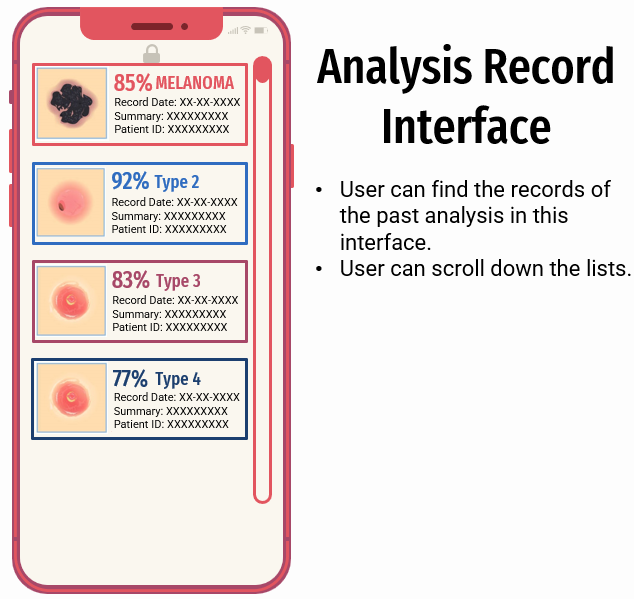 85% MELANOMA
Record Date: XX-XX-XXXX
Summary: XXXXXXXXX
Patient ID: XXXXXXXXX
92% Type 2
Record Date: XX-XX-XXXX
Summary: XXXXXXXXX
Patient ID: XXXXXXXXX
83% Type 3
Record Date: XX-XX-XXXX
Summary: XXXXXXXXX
Patient ID: XXXXXXXXX
77% Type 4
Record Date: XX-XX-XXXX
Summary: XXXXXXXXX
Patient ID: XXXXXXXXX
Analysis Record
Interface
• User can find the records of
the past analysis in this
interface.
• User can scroll down the lists.